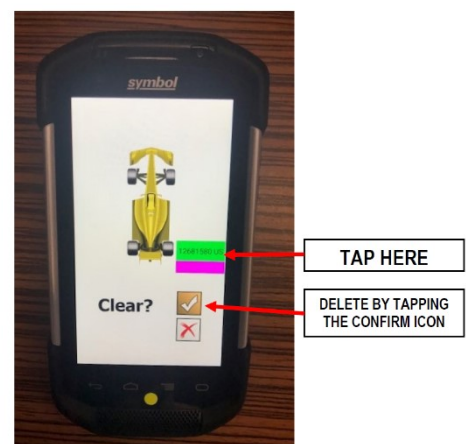 symbol
TAP HERE
Clear?
DELETE BY TAPPING
THE CONFIRM ICON